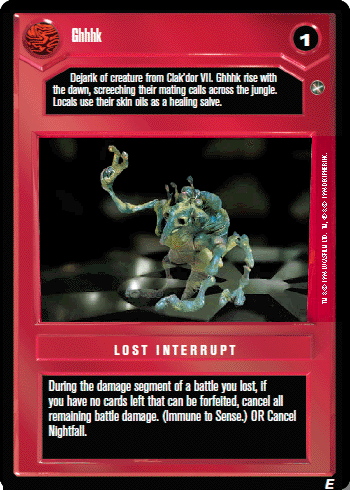 Ghhhk
1
Dejarik of creature from Clak'dor VII. Ghhhk rise with
the dawn, screeching their mating calls across the jungle.
Locals use their skin oils as a healing salve.
LOST INTERRUPT
During the damage segment of a battle you lost, if
you have no cards left that can be forfeited, cancel all
remaining battle damage. (Immune to Sense.) OR Cancel
Nightfall.
E